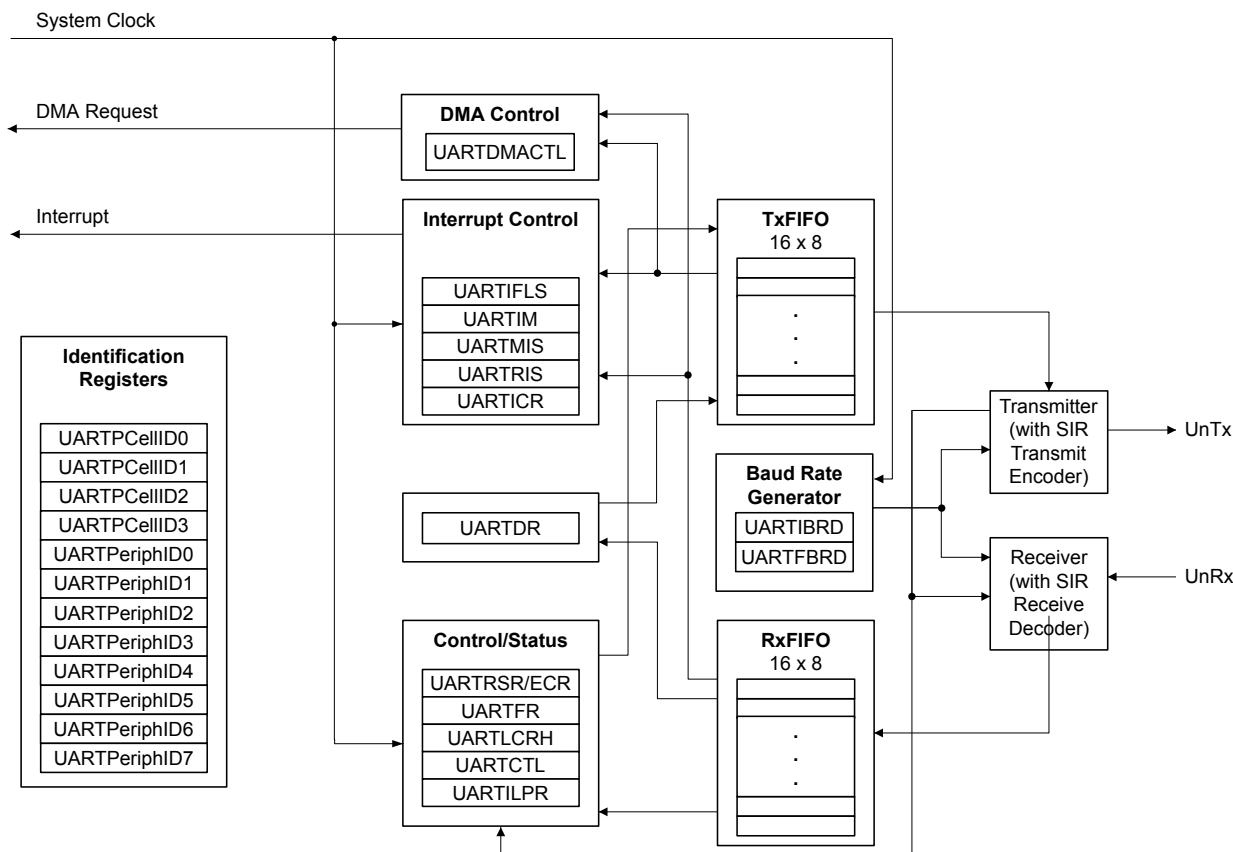 System Clock
DMA Request
DMA Control
UARTDMACTL
Interrupt
Interrupt Control
UARTIFLS
UARTIM
UARTMIS
UARTRIS
UARTICR
TxFIFO
16 x 8
.
.
.
Identification
Registers
UARTPCellID0
UARTPCellID1
UARTPCellID2
UARTPCellID3
UARTPeriphID0
UARTPeriphID1
UARTPeriphID2
UARTPeriphID3
UARTPeriphID4
UARTPeriphID5
UARTPeriphID6
UARTPeriphID7
Transmitter
(with SIR
Transmit
Encoder)
UnTx
UARTDR
Baud Rate
Generator
UARTIBRD
UARTFBRD
Receiver
(with SIR
Receive
Decoder)
UnRx
Control/Status
UARTRSR/ECR
UARTFR
UARTLCRH
UARTCTL
UARTILPR
RxFIFO
16 x 8
.
.
.